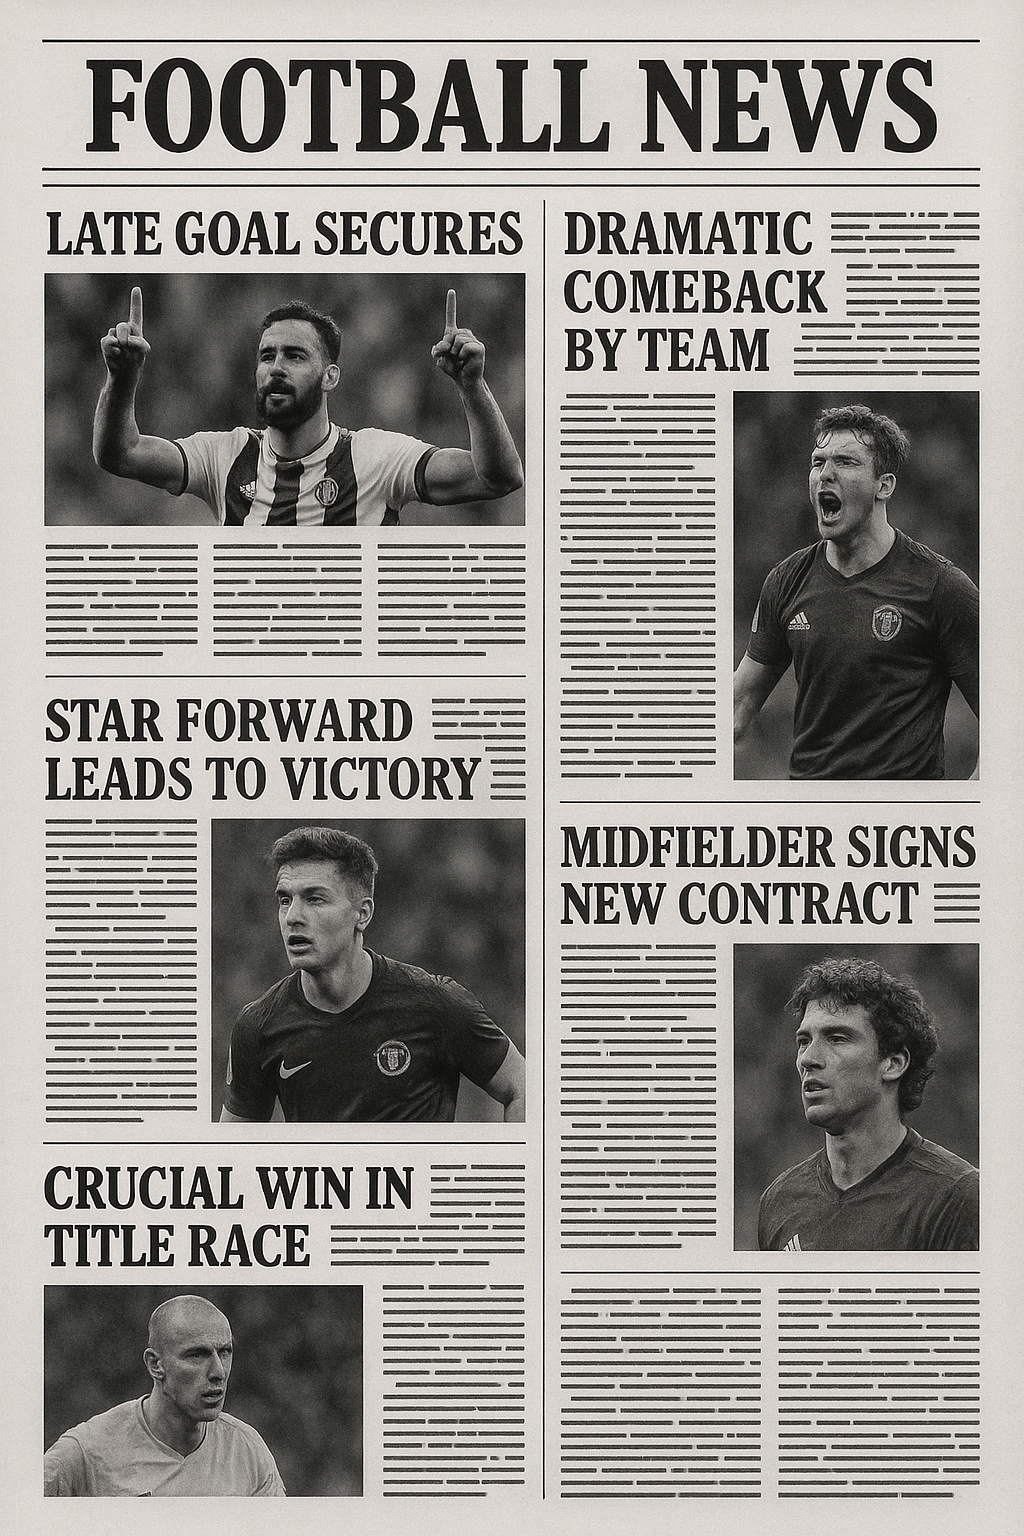 FOOTBALL NEWS
LATE GOAL SECURES
STAR FORWARD
LEADS TO VICTORY
CRUCIAL WIN IN
TITLE RACE
DRAMATIC
COMEBACK
BY TEAM
MIDFIELDER SIGNS
NEW CONTRACT